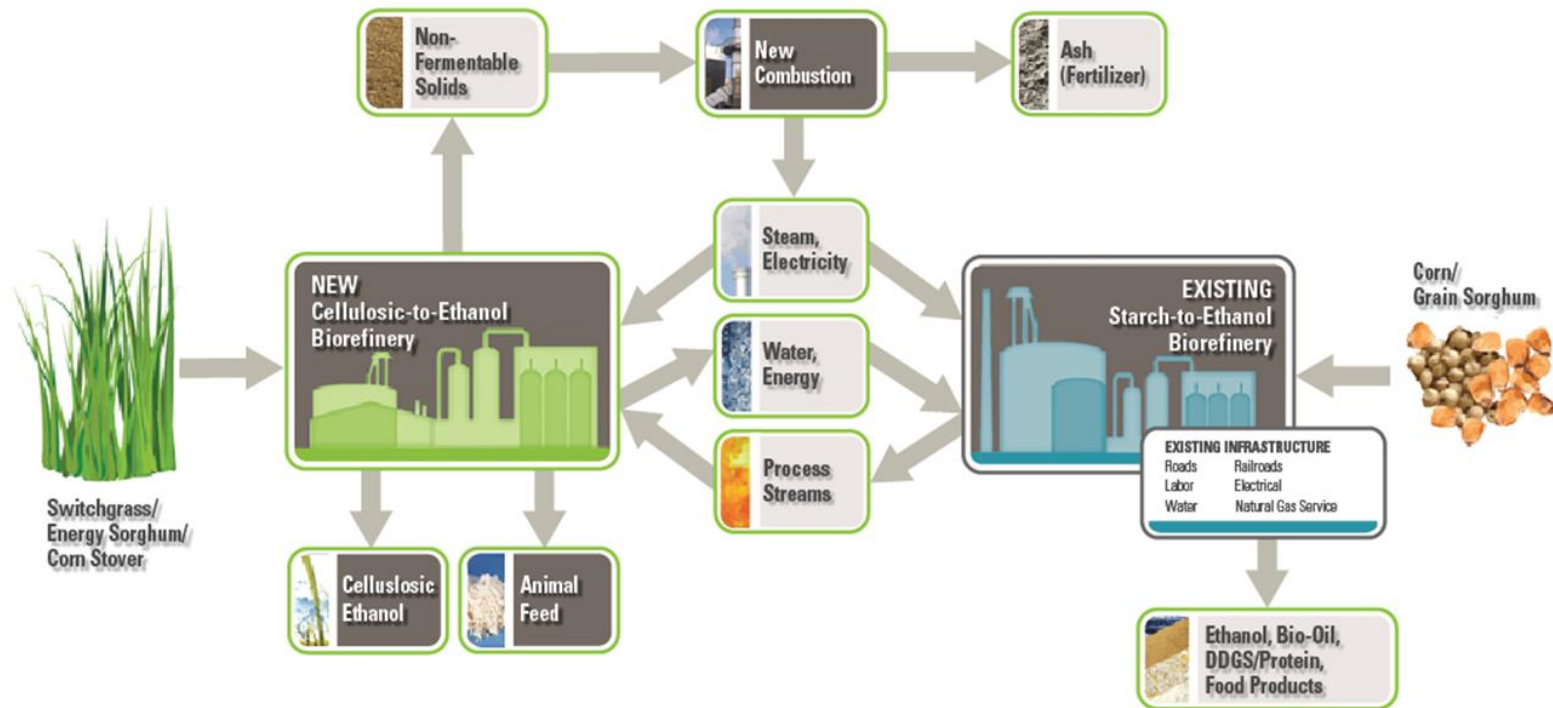 Non-
Fermentable
Solids
New
Combustion
Ash
(Fertilizer)
Steam,
Electricity
NEW
Cellulosic-to-Ethanol
Biorefinery
EXISTING
Starch-to-Ethanol
Biorefinery
Corn/
Grain Sorghum
Water,
Energy
Process
Streams
EXISTING INFRASTRUCTURE
Roads Railroads
Labor Electrical
Water Natural Gas Service
Switchgrass/
Energy Sorghum/
Corn Stover
Celluslosic
Ethanol
Animal
Feed
Ethanol, Bio-Oil,
DDGS/Protein,
Food Products